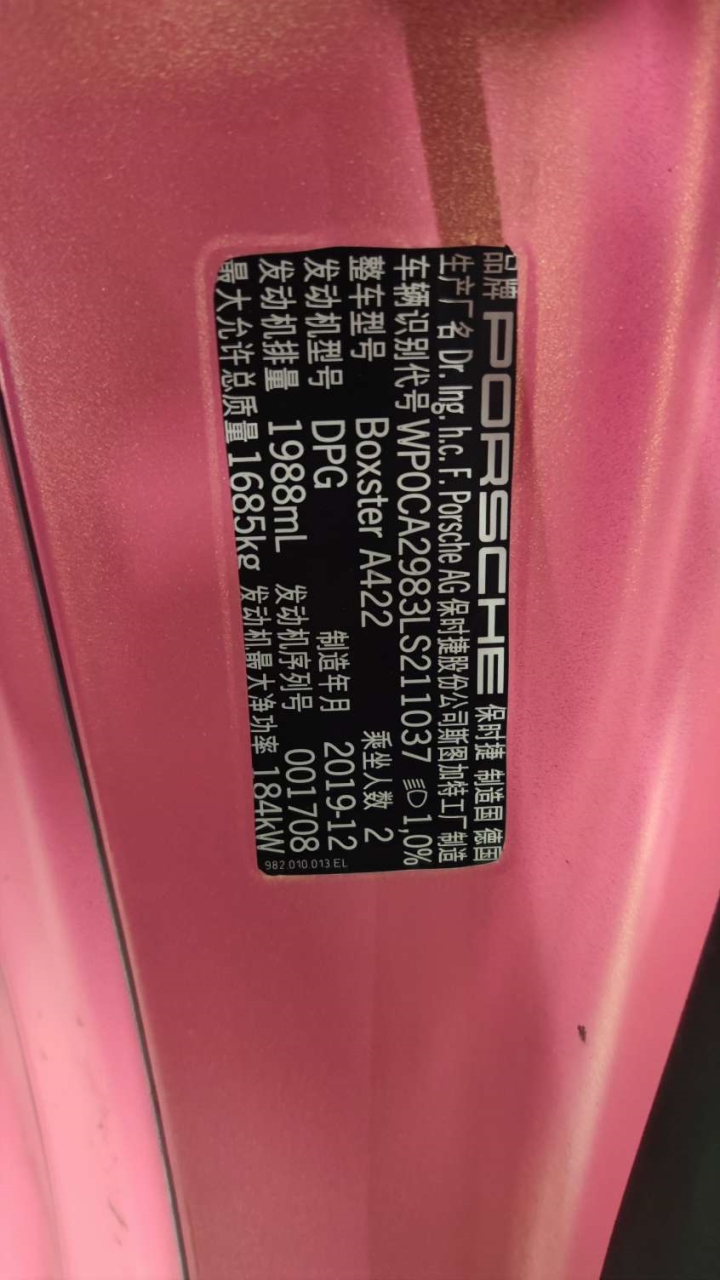 品牌 PORSCHE 保时捷 制造国 德国
生产厂名 Dr. Ing. h.c. F. Porsche AG 保时捷股份公司斯图加特工厂制造
车辆识别代号 WP0CA2983LS211037 1,0%
整车型号 Boxster A422 乘坐人数 2
发动机型号 DPG 制造年月 2019-12
发动机排量 1988mL 发动机序列号 001708
最大允许总质量 1685kg 发动机最大净功率 184kW
982 010.013 EL